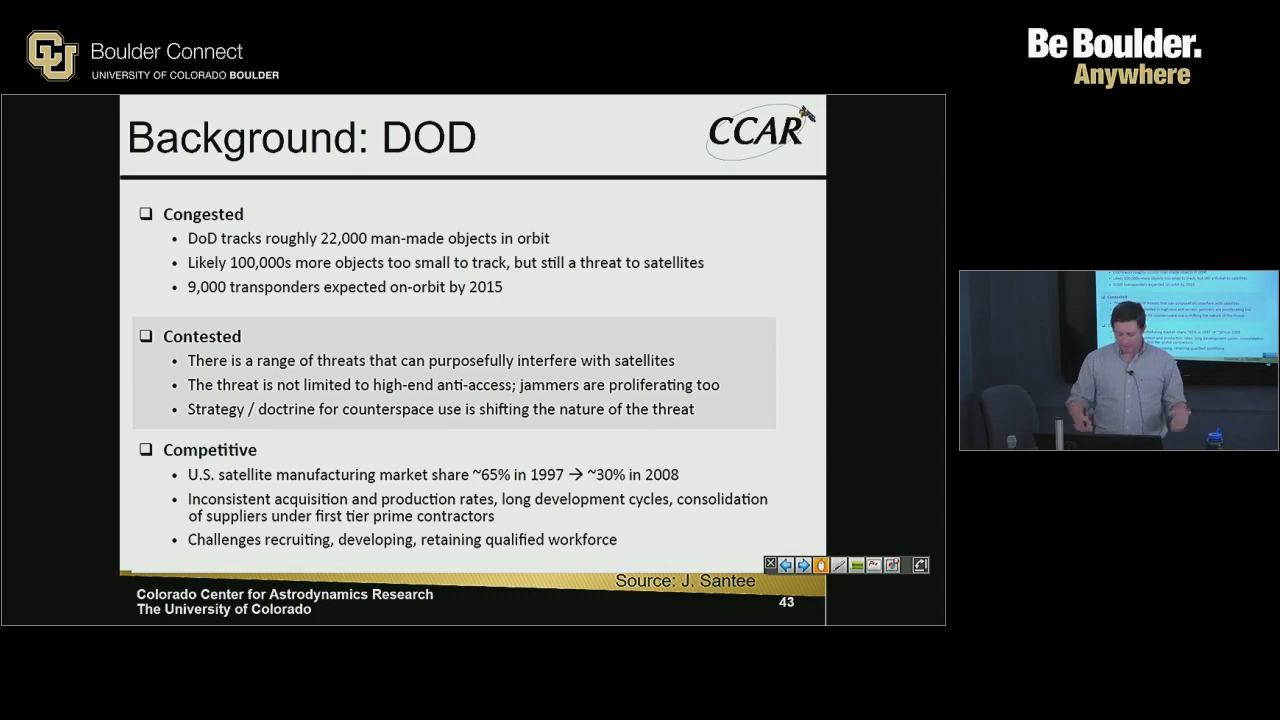 CU
Boulder Connect
UNIVERSITY OF COLORADO BOULDER
Be Boulder.
Anywhere
Background: DOD
CCAR
Congested
• DoD tracks roughly 22,000 man-made objects in orbit
• Likely 100,000s more objects too small to track, but still a threat to satellites
• 9,000 transponders expected on-orbit by 2015
Contested
• There is a range of threats that can purposefully interfere with satellites
• The threat is not limited to high-end anti-access; jammers are proliferating too
• Strategy / doctrine for counterspace use is shifting the nature of the threat
Competitive
• U.S. satellite manufacturing market share ~65% in 1997 → ~30% in 2008
• Inconsistent acquisition and production rates, long development cycles, consolidation
of suppliers under first tier prime contractors
• Challenges recruiting, developing, retaining qualified workforce
Source: J. Santee
Colorado Center for Astrodynamics Research
The University of Colorado
43